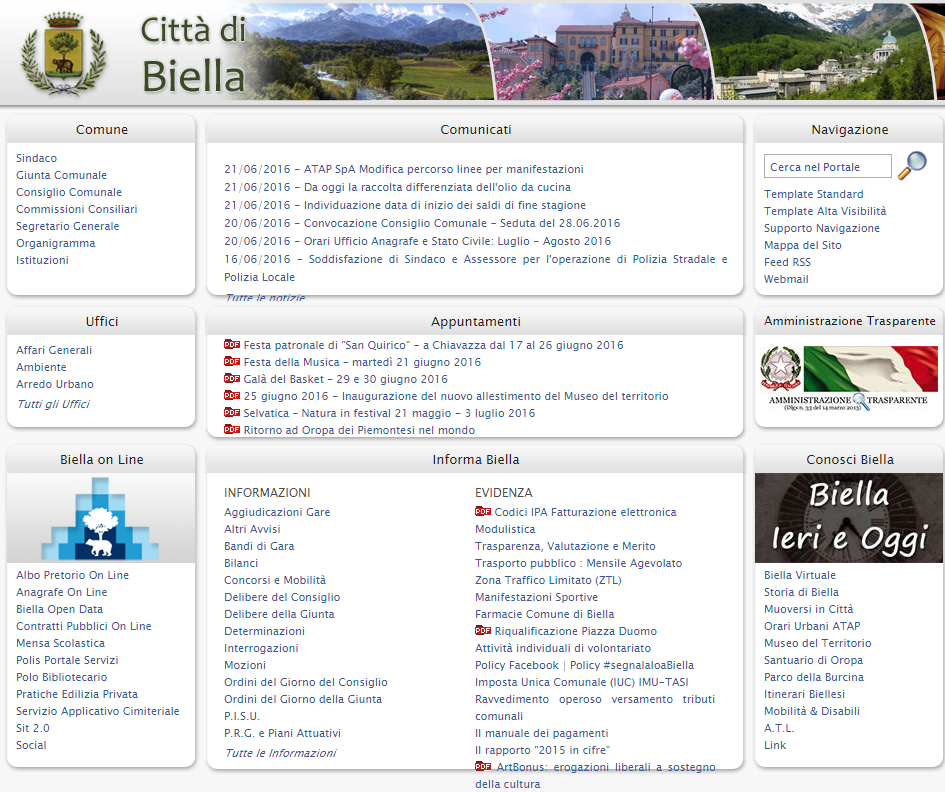 Città di
Biella
Comune
Sindaco
Giunta Comunale
Consiglio Comunale
Commissioni Consiliari
Segretario Generale
Organigramma
Istituzioni
Comunicati
21/06/2016 - ATAP SpA Modifica percorso linee per manifestazioni
21/06/2016 - Da oggi la raccolta differenziata dell'olio da cucina
21/06/2016 - Individuazione data di inizio dei saldi di fine stagione
20/06/2016 - Convocazione Consiglio Comunale - Seduta del 28.06.2016
20/06/2016 - Orari Ufficio Anagrafe e Stato Civile: Luglio - Agosto 2016
16/06/2016 - Soddisfazione di Sindaco e Assessore per l'operazione di Polizia Stradale e
Polizia Locale
Tutte le notizie
Navigazione
Cerca nel Portale
Template Standard
Template Alta Visibilità
Supporto Navigazione
Mappa del Sito
Feed RSS
Webmail
Uffici
Affari Generali
Ambiente
Arredo Urbano
Tutti gli Uffici
Appuntamenti
PDF Festa patronale di "San Quirico" - a Chiavazza dal 17 al 26 giugno 2016
PDF Festa della Musica - martedì 21 giugno 2016
PDF Galà del Basket - 29 e 30 giugno 2016
PDF 25 giugno 2016 - Inaugurazione del nuovo allestimento del Museo del territorio
PDF Selvatica - Natura in festival 21 maggio - 3 luglio 2016
PDF Ritorno ad Oropa dei Piemontesi nel mondo
Amministrazione Trasparente
AMMINISTRAZIONE TRASPARENTE
(Dlgs n. 33 del 14 marzo 2013)
Biella on Line
Albo Pretorio On Line
Anagrafe On Line
Biella Open Data
Contratti Pubblici On Line
Mensa Scolastica
Polis Portale Servizi
Polo Bibliotecario
Pratiche Edilizia Privata
Servizio Applicativo Cimiteriale
Sit 2.0
Social
Informa Biella
INFORMAZIONI
Aggiudicazioni Gare
Altri Avvisi
Bandi di Gara
Bilanci
Concorsi e Mobilità
Delibere del Consiglio
Delibere della Giunta
Determinazioni
Interrogazioni
Mozioni
Ordini del Giorno del Consiglio
Ordini del Giorno della Giunta
P.I.S.U.
P.R.G. e Piani Attuativi
Tutte le Informazioni
EVIDENZA
PDF Codici IPA Fatturazione elettronica
Modulistica
Trasparenza, Valutazione e Merito
Trasporto pubblico : Mensile Agevolato
Zona Traffico Limitato (ZTL)
Manifestazioni Sportive
Farmacie Comune di Biella
PDF Riqualificazione Piazza Duomo
Attività individuali di volontariato
Policy Facebook | Policy #segnalaloaBiella
Imposta Unica Comunale (IUC) IMU-TASI
Ravvedimento operoso versamento tributi
comunali
Il manuale dei pagamenti
Il rapporto "2015 in cifre"
PDF ArtBonus: erogazioni liberali a sostegno
della cultura
Conosci Biella
Biella
Ieri e Oggi
Biella Virtuale
Storia di Biella
Muoversi in Città
Orari Urbani ATAP
Museo del Territorio
Santuario di Oropa
Parco della Burcina
Itinerari Biellesi
Mobilità & Disabili
A.T.L.
Link